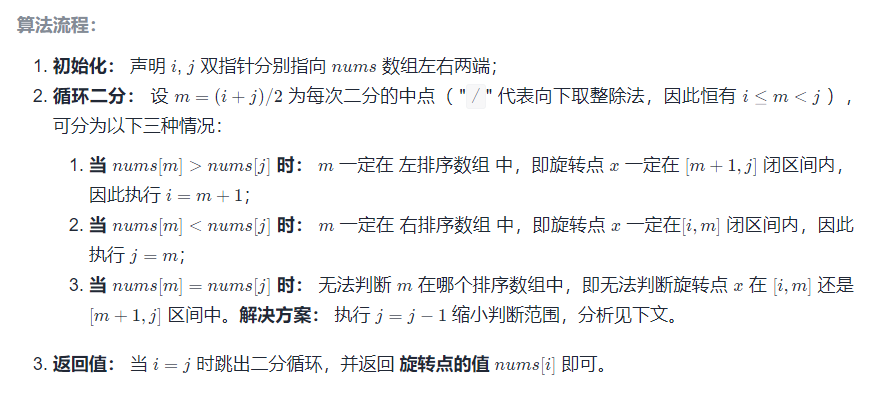 算法流程：
1. 初始化： 声明 i, j 双指针分别指向 nums 数组左右两端；
2. 循环二分： 设 m = (i + j)/2 为每次二分的中点（ "/" 代表向下取整除法，因此恒有 i ≤ m < j ），
可分为以下三种情况：
1. 当 nums[m] > nums[j] 时： m 一定在 左排序数组 中，即旋转点 x 一定在 [m + 1, j] 闭区间内，
因此执行 i = m + 1；
2. 当 nums[m] < nums[j] 时： m 一定在 右排序数组 中，即旋转点 x 一定在[i, m] 闭区间内，因此
执行 j = m；
3. 当 nums[m] = nums[j] 时： 无法判断 m 在哪个排序数组中，即无法判断旋转点 x 在 [i, m] 还是
[m + 1, j] 区间中。解决方案： 执行 j = j − 1 缩小判断范围，分析见下文。
3. 返回值： 当 i = j 时跳出二分循环，并返回 旋转点的值 nums[i] 即可。